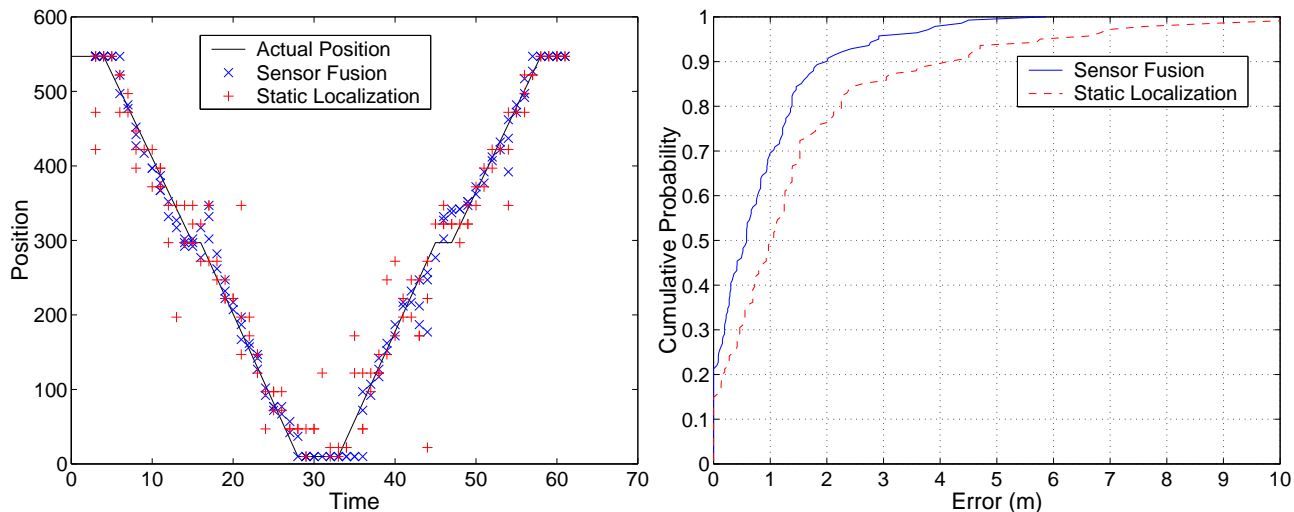 600
500
400
300
200
100
0
0 10 20 30 40 50 60 70
Position
Time
Actual Position
Sensor Fusion
Static Localization
1
0.9
0.8
0.7
0.6
0.5
0.4
0.3
0.2
0.1
0
0 1 2 3 4 5 6 7 8 9 10
Cumulative Probability
Error (m)
Sensor Fusion
Static Localization